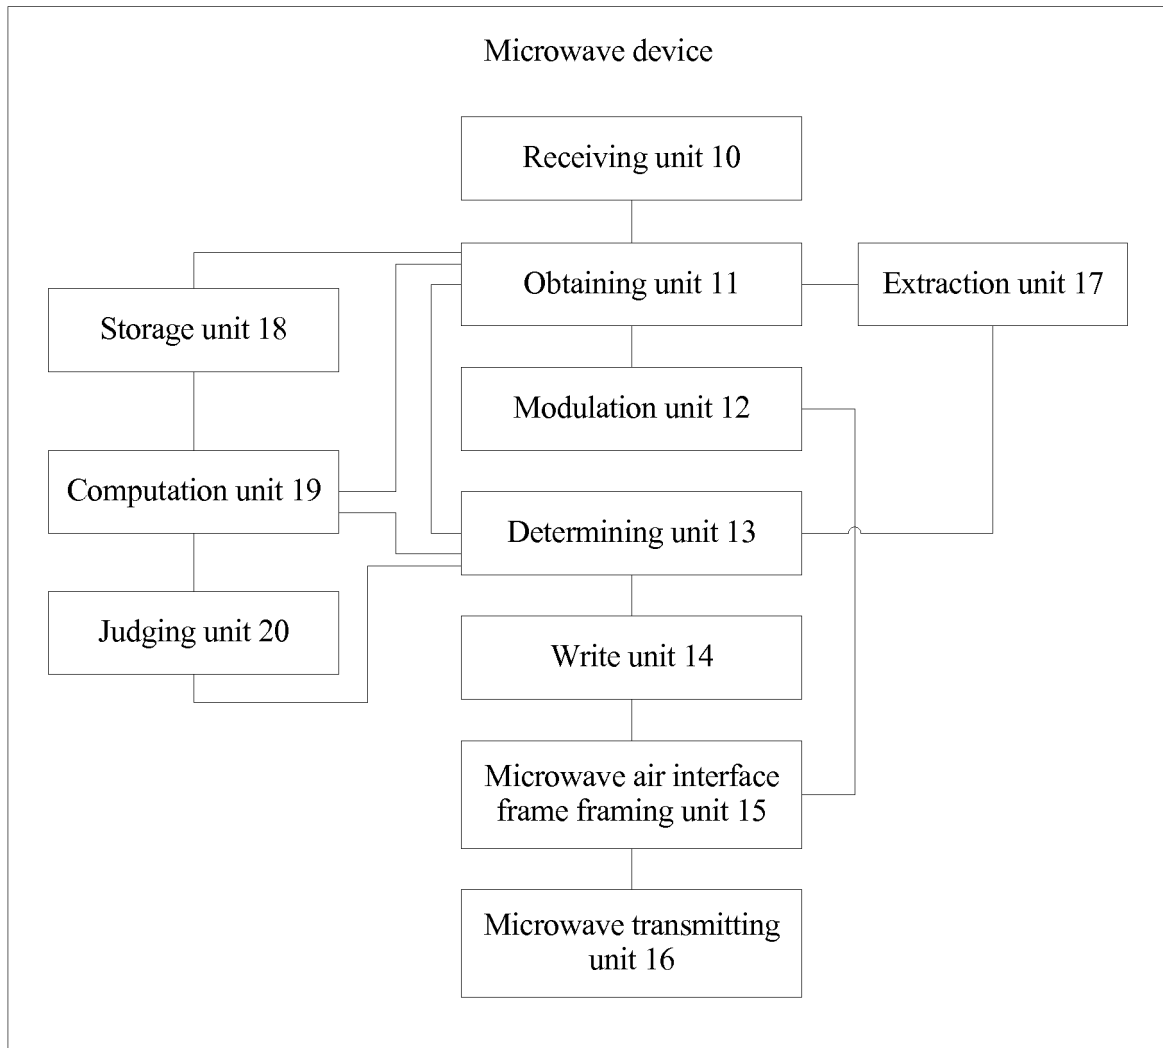 Microwave device
Receiving unit 10
Obtaining unit 11
Extraction unit 17
Storage unit 18
Modulation unit 12
Computation unit 19
Determining unit 13
Judging unit 20
Write unit 14
Microwave air interface
frame framing unit 15
Microwave transmitting
unit 16